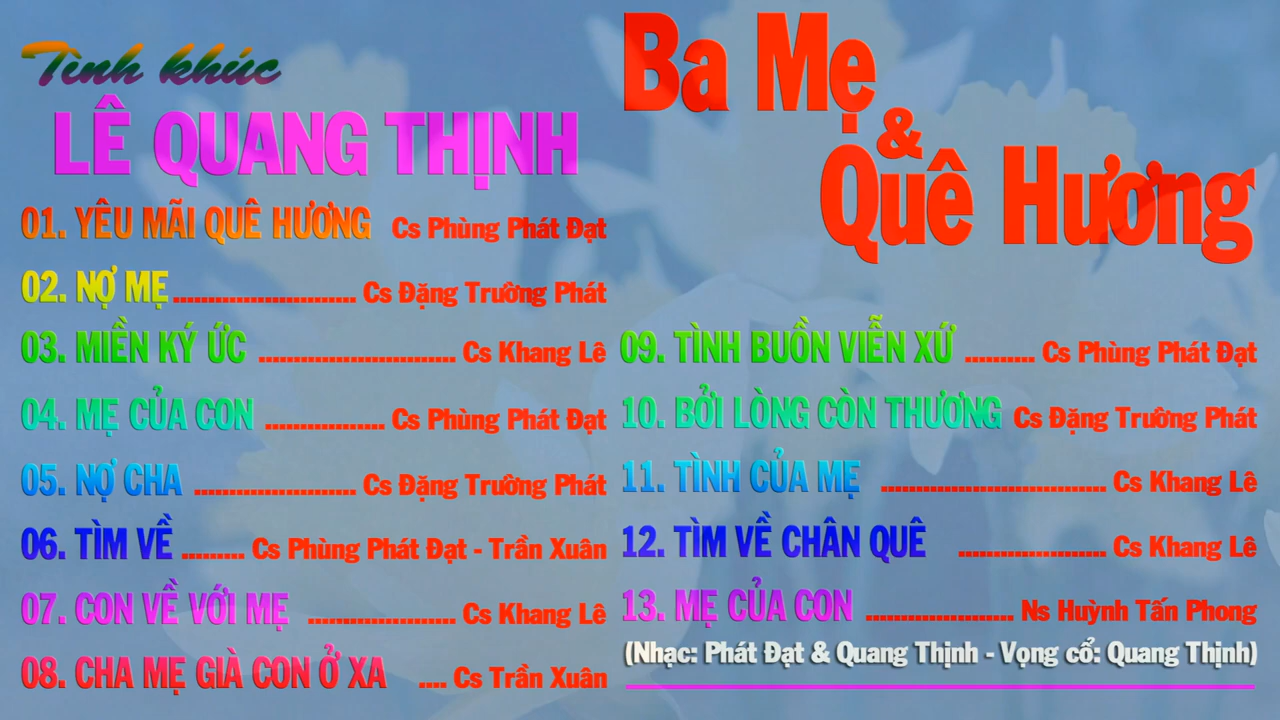 Tình khúc
LÊ QUANG THỊNH
01. YÊU MÃI QUÊ HƯƠNG Cs Phùng Phát Đạt
02. NỢ MẸ .......................... Cs Đặng Trường Phát
03. MIỀN KÝ ỨC ............................ Cs Khang Lê
04. MẸ CỦA CON ................. Cs Phùng Phát Đạt
05. NỢ CHA ....................... Cs Đặng Trường Phát
06. TÌM VỀ ......... Cs Phùng Phát Đạt - Trần Xuân
07. CON VỀ VỚI MẸ ..................... Cs Khang Lê
08. CHA MẸ GIÀ CON Ở XA .... Cs Trần Xuân
Ba Mẹ
&
Quê Hương
09. TÌNH BUỒN VIỄN XỨ .......... Cs Phùng Phát Đạt
10. BỞI LÒNG CÒN THƯƠNG Cs Đặng Trường Phát
11. TÌNH CỦA MẸ ................................ Cs Khang Lê
12. TÌM VỀ CHÂN QUÊ ..................... Cs Khang Lê
13. MẸ CỦA CON ..................... Ns Huỳnh Tấn Phong
(Nhạc: Phát Đạt & Quang Thịnh - Vọng cổ: Quang Thịnh)